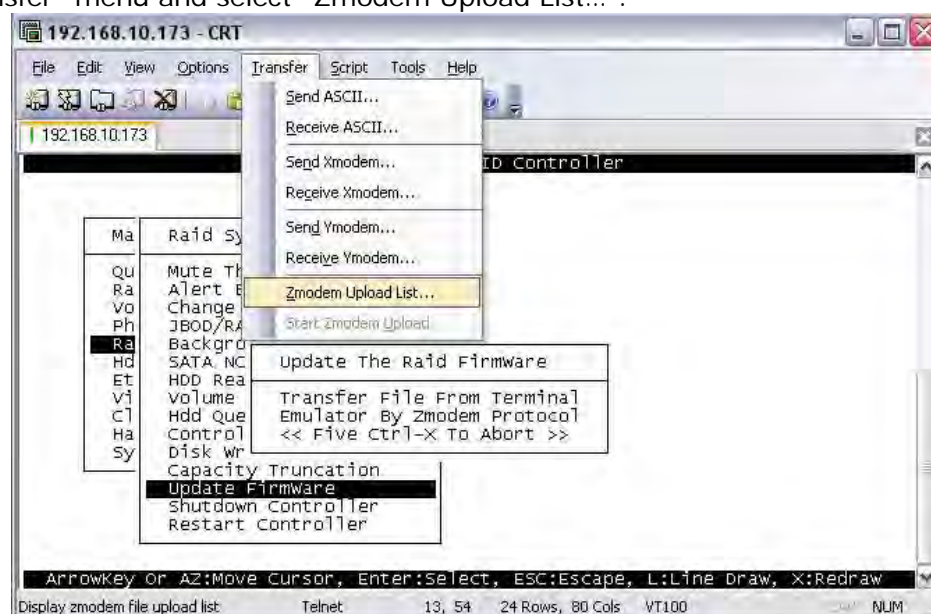 nsfer" menu and select "Zmodem Upload List...".
192.168.10.173 - CRT
File Edit View Options Transfer Script Tools Help
Send ASCII...
Receive ASCII...
192.168.10.173
Send Xmodem...
ID Controller
Receive Xmodem...
Send Ymodem...
Ma Raid Sy
Receive Ymodem...
Qu Mute Th
Ra Alert B
Zmodem Upload List...
Vo Change
Ph JBOD/RA
Start Zmodem Upload
Ra Backgro
Hd SATA NC
Update The Raid Firmware
Et HDD Rea
Vi Volume
Transfer File From Terminal
Cl Hdd Que
Emulator By Zmodem Protocol
Ha Control
<< Five Ctrl-X To Abort >>
Sy Disk Wr
Capacity Truncation
Update Firmware
Shutdown Controller
Restart Controller
ArrowKey Or AZ:Move Cursor, Enter:Select, ESC:Escape, L:Line Draw, X:Redraw
Display zmodem file upload list Telnet 13, 54 24 Rows, 80 Cols VT100 NUM